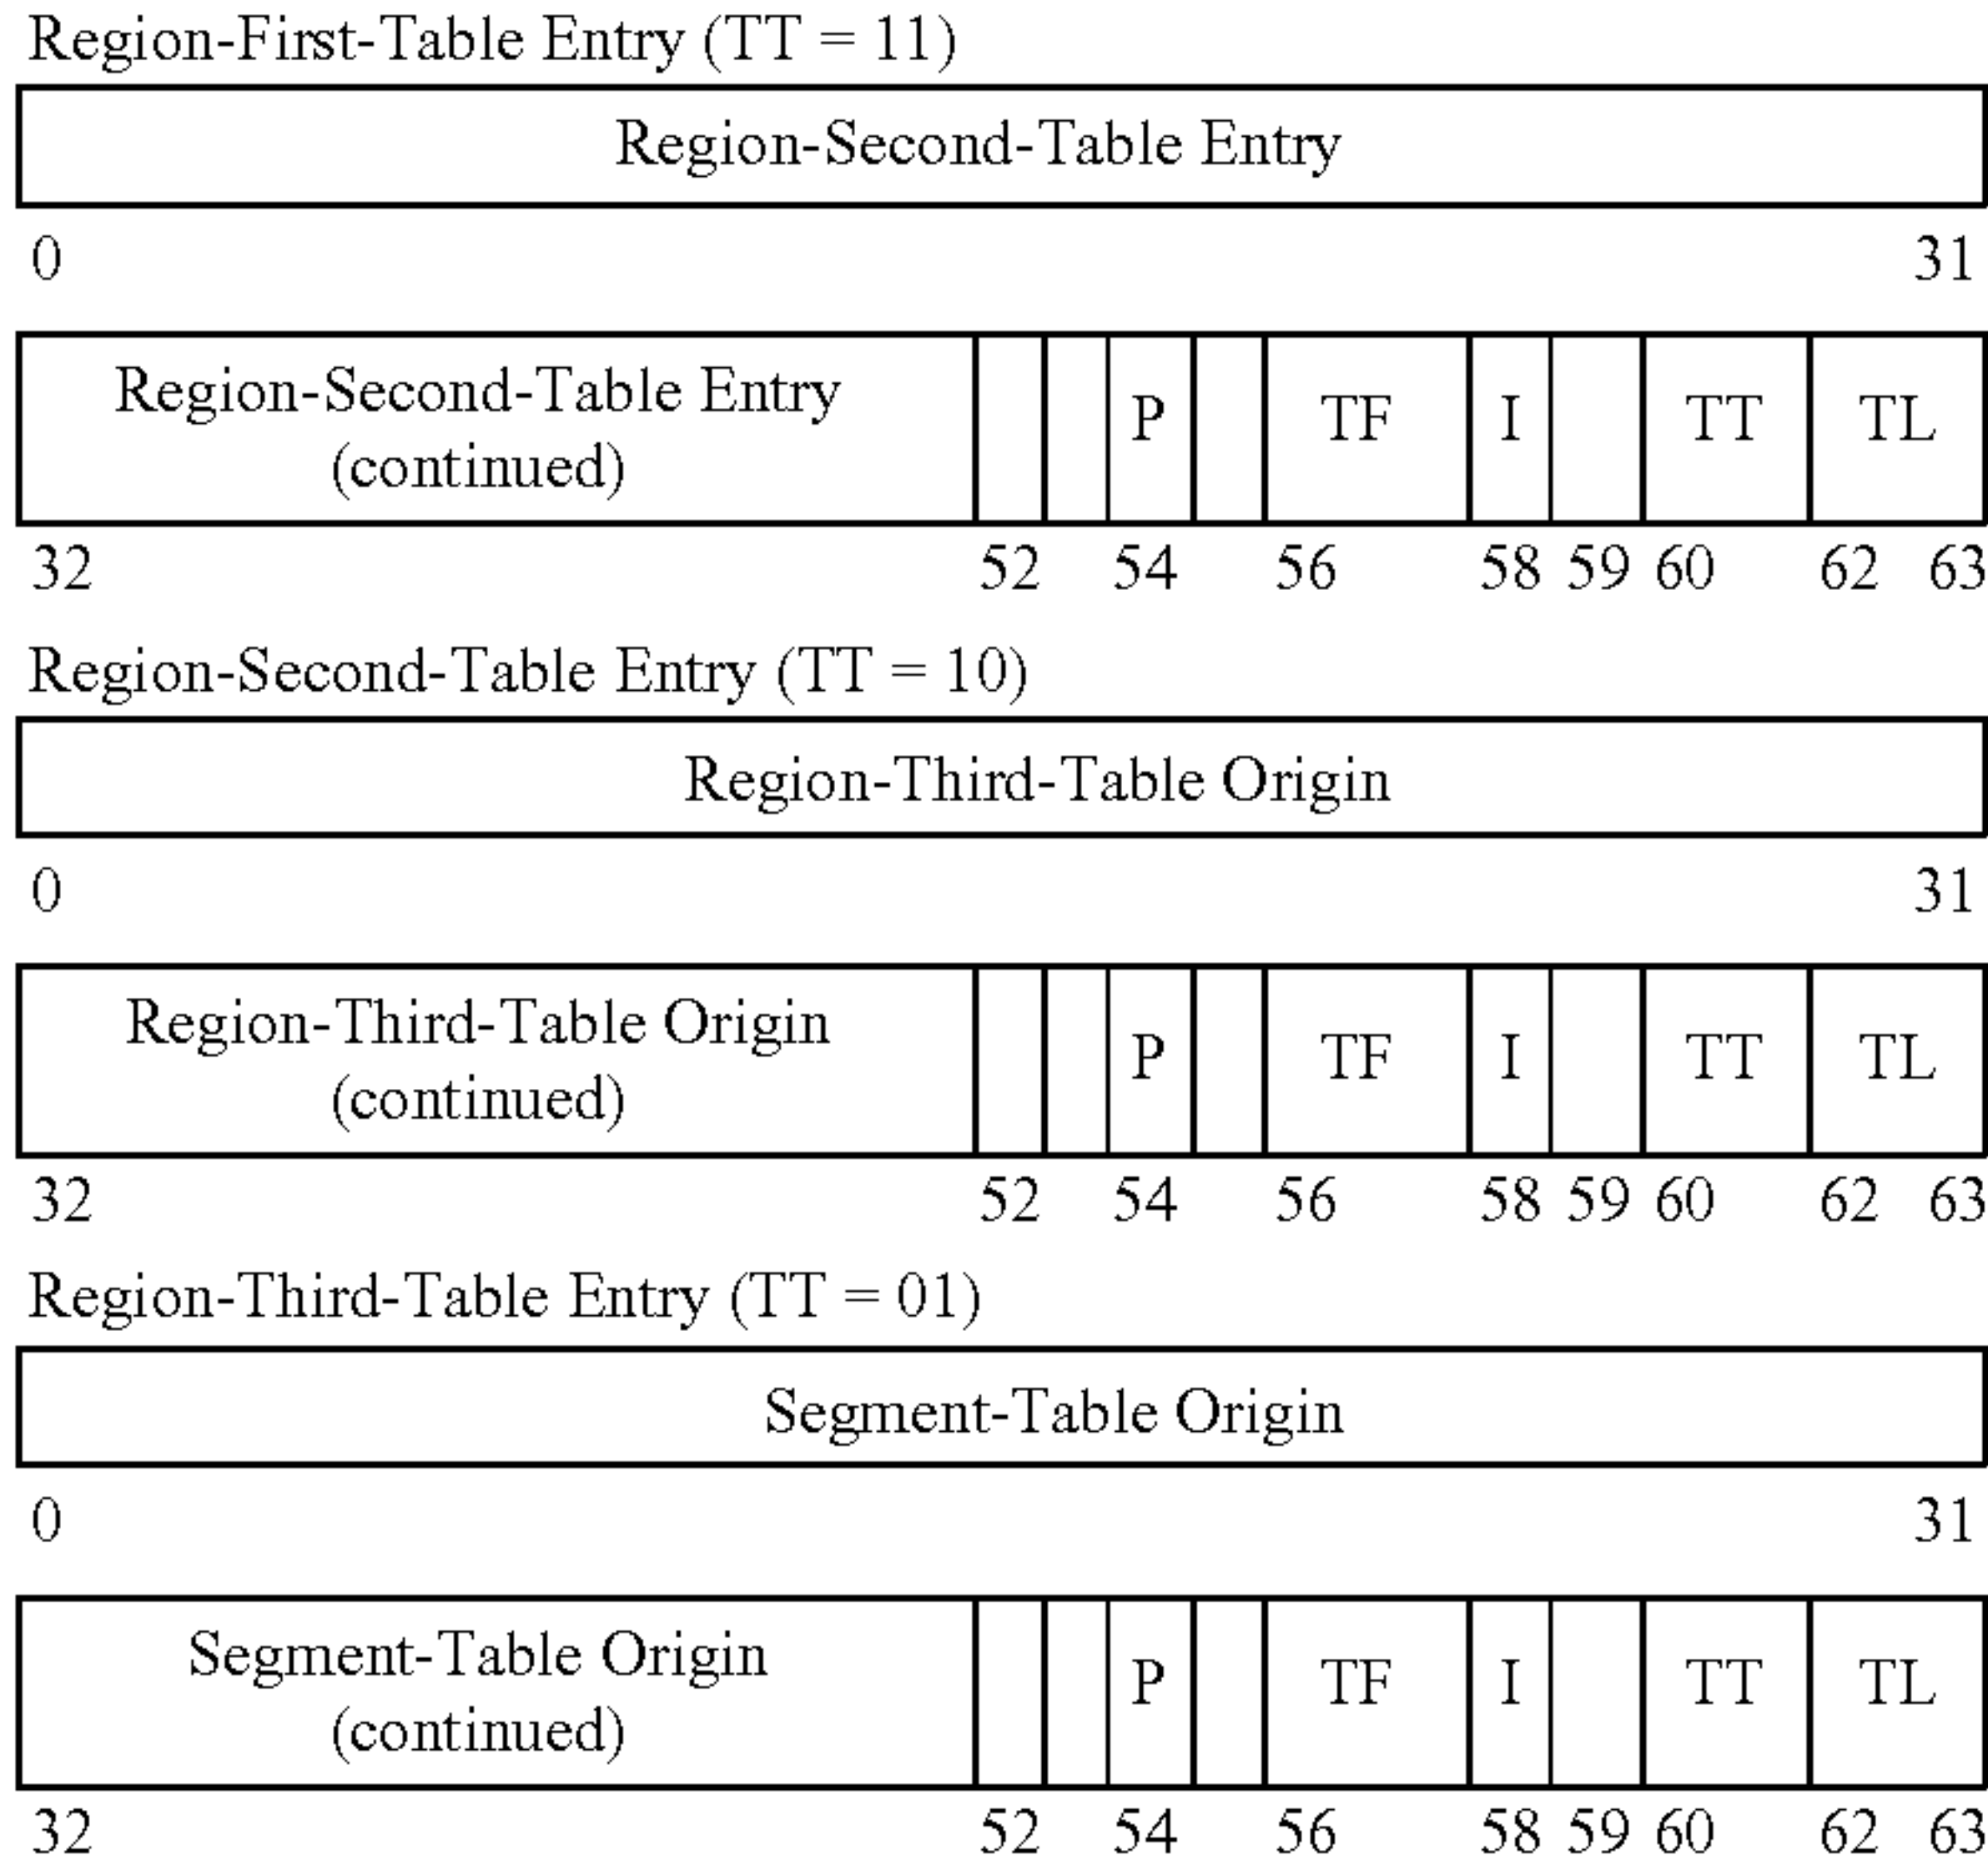 Region-First-Table Entry (TT = 11)
Region-Second-Table Entry
0 31
Region-Second-Table Entry
(continued)
P TF I TT TL
32 52 54 56 58 59 60 62 63
Region-Second-Table Entry (TT = 10)
Region-Third-Table Origin
0 31
Region-Third-Table Origin
(continued)
P TF I TT TL
32 52 54 56 58 59 60 62 63
Region-Third-Table Entry (TT = 01)
Segment-Table Origin
0 31
Segment-Table Origin
(continued)
P TF I TT TL
32 52 54 56 58 59 60 62 63